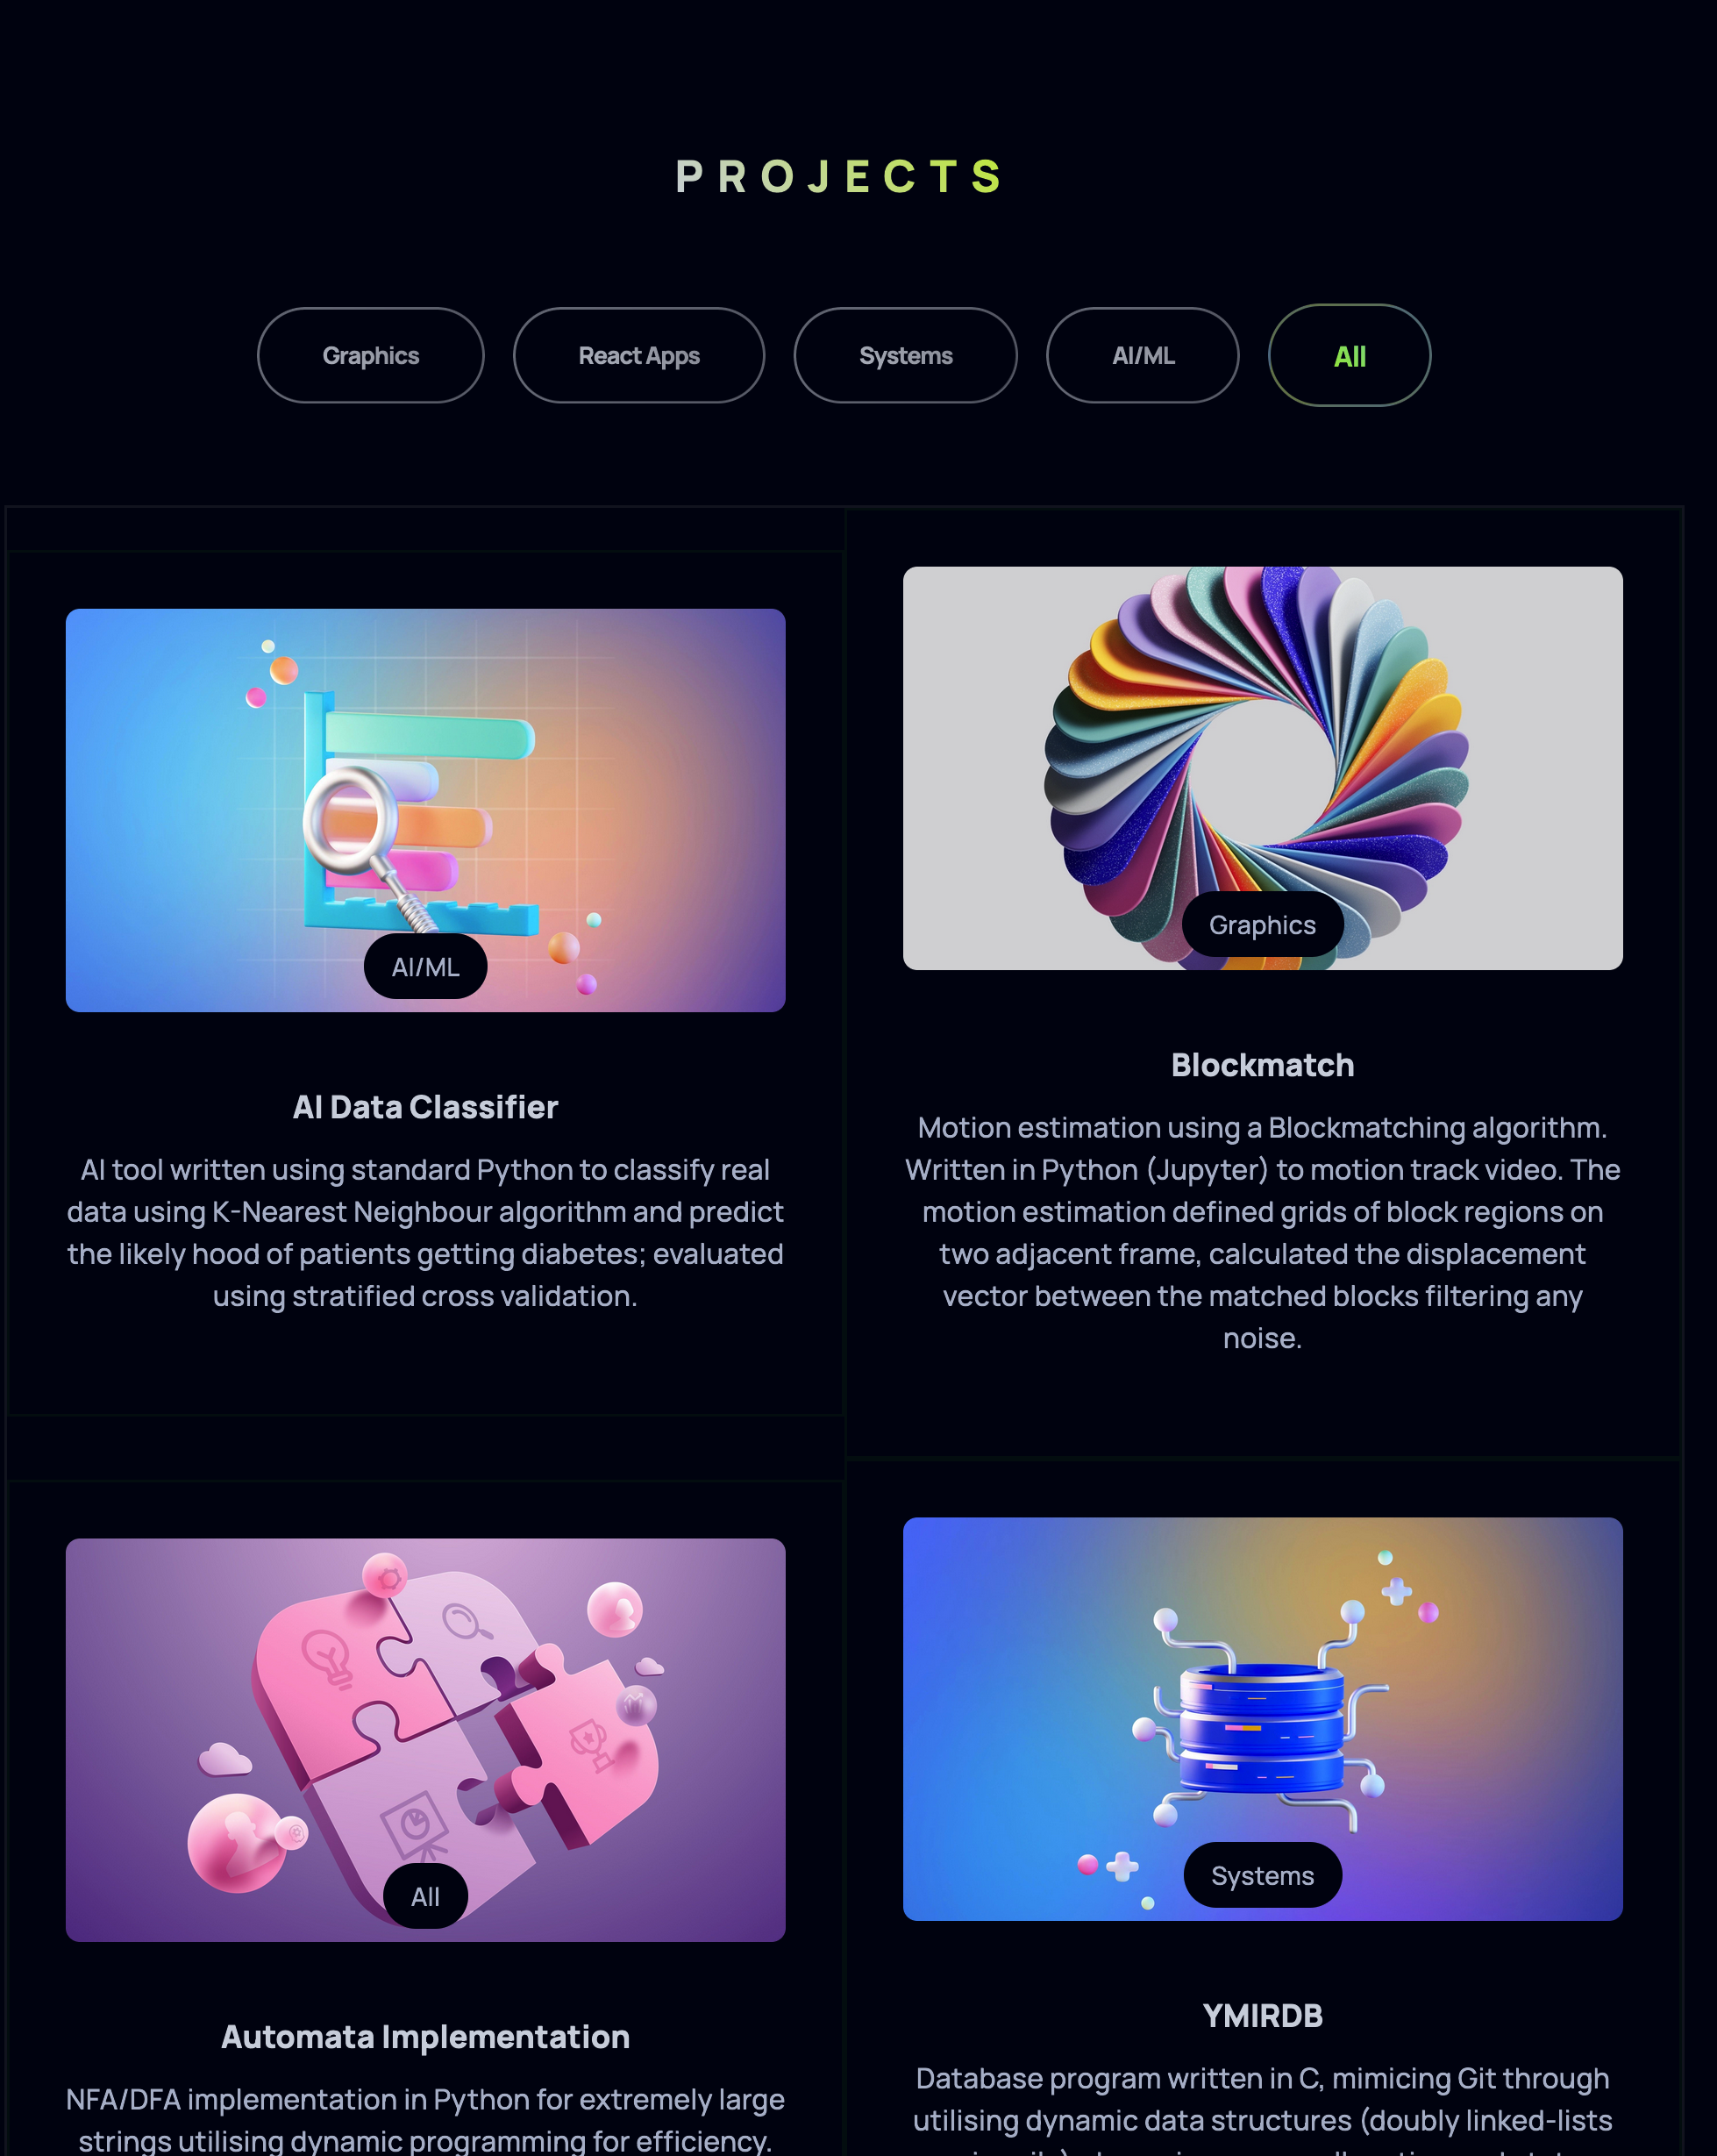 PROJECTS
Graphics
React Apps
Systems
AI/ML
All
AI/ML
AI Data Classifier
AI tool written using standard Python to classify real
data using K-Nearest Neighbour algorithm and predict
the likely hood of patients getting diabetes; evaluated
using stratified cross validation.
Graphics
Blockmatch
Motion estimation using a Blockmatching algorithm.
Written in Python (Jupyter) to motion track video. The
motion estimation defined grids of block regions on
two adjacent frame, calculated the displacement
vector between the matched blocks filtering any
noise.
All
Automata Implementation
NFA/DFA implementation in Python for extremely large
strings utilising dynamic programming for efficiency.
Systems
YMIRDB
Database program written in C, mimicing Git through
utilising dynamic data structures (doubly linked-lists